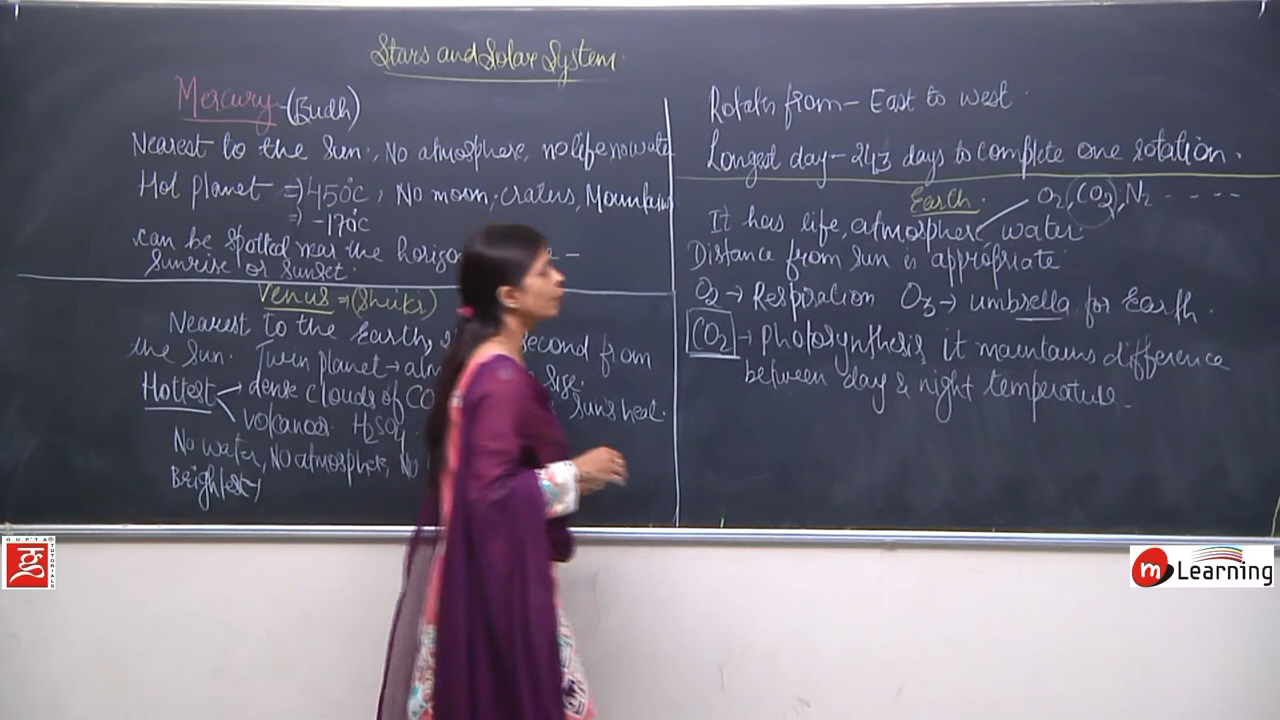 Stars and Solar System
Mercury - (Budh)
Nearest to the Sun, No atmosphere, no life no water
Hot planet ⇒ 450°C, No moon, craters, Mountains
⇒ -170°C
can be spotted near the horizon
sunrise or sunset.
Venus ⇒ (Shukr)
Nearest to the Earth, second from
the Sun. Twin planet → size.
Hottest dense clouds of CO Sun's heat.
volcanoes H2SO4
No water, No atmosphere, No
Brightest
Rotates from - East to west.
Longest day - 243 days to complete one rotation.
Earth.
O2, CO2, N2 - - - -
It has life, atmosphere water.
Distance from Sun is appropriate
O2 → Respiration O3 → umbrella for Earth.
CO2 → Photosynthesis it maintains difference
between day & night temperature.
GUPTA TUTORIALS
m Learning